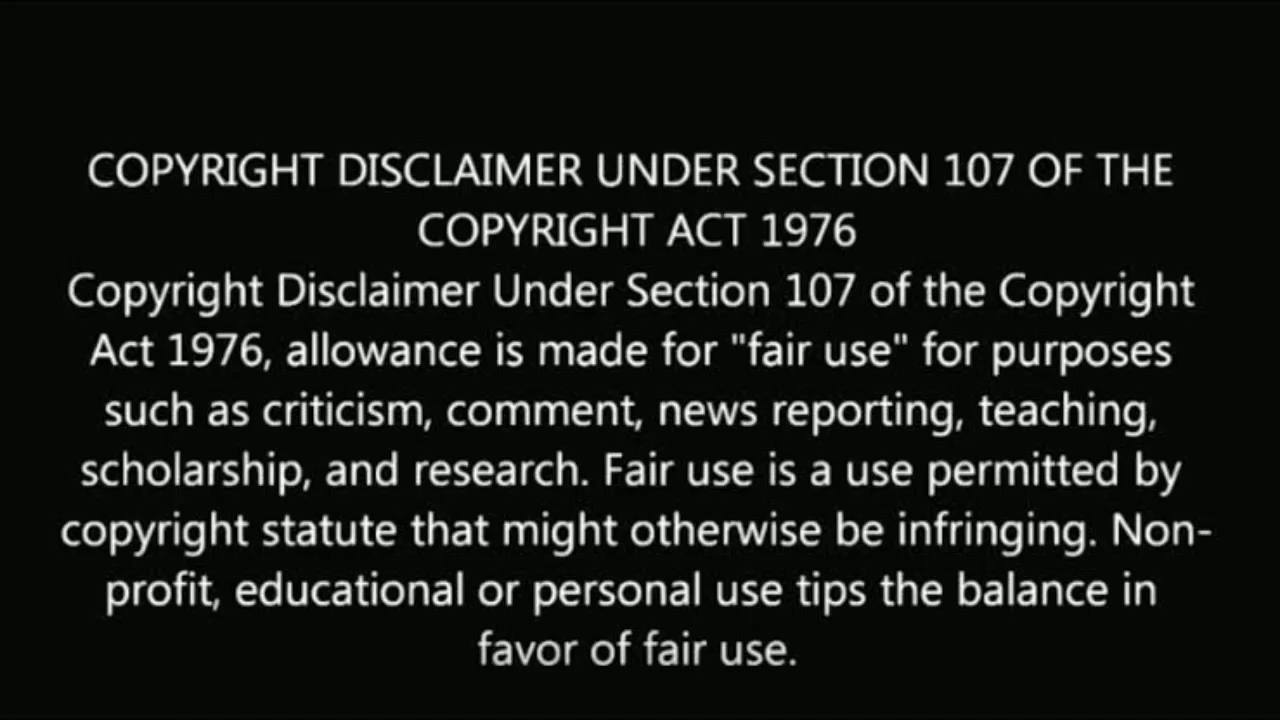 COPYRIGHT DISCLAIMER UNDER SECTION 107 OF THE
COPYRIGHT ACT 1976
Copyright Disclaimer Under Section 107 of the Copyright
Act 1976, allowance is made for "fair use" for purposes
such as criticism, comment, news reporting, teaching,
scholarship, and research. Fair use is a use permitted by
copyright statute that might otherwise be infringing. Non-
profit, educational or personal use tips the balance in
favor of fair use.